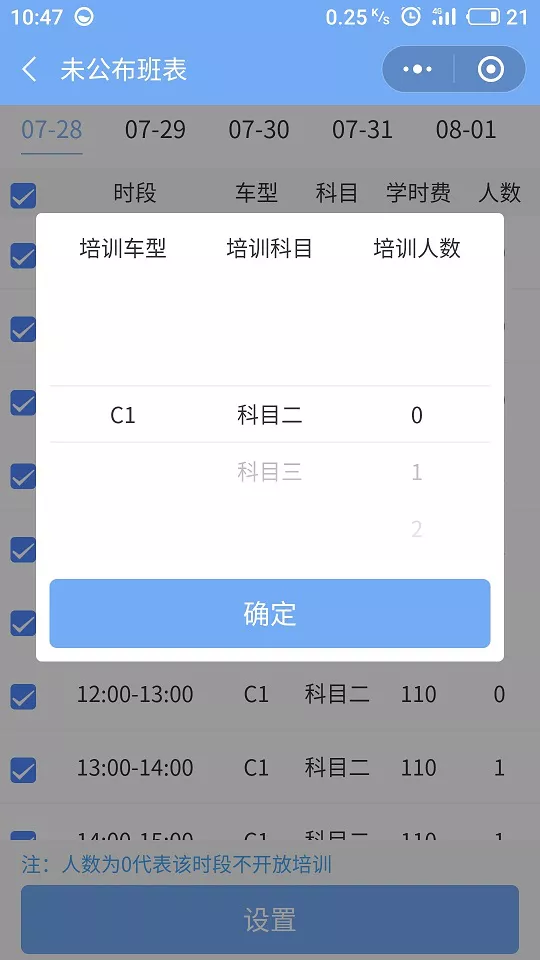 10:47 0.25 K/s 4G 21
未公布班表
07-28 07-29 07-30 07-31 08-01
时段 车型 科目 学时费 人数
培训车型 培训科目 培训人数
C1 科目二 0
科目三 1
2
确定
12:00-13:00 C1 科目二 110 0
13:00-14:00 C1 科目二 110 1
14:00-15:00 C1 科目二 110 1
注：人数为0代表该时段不开放培训
设置